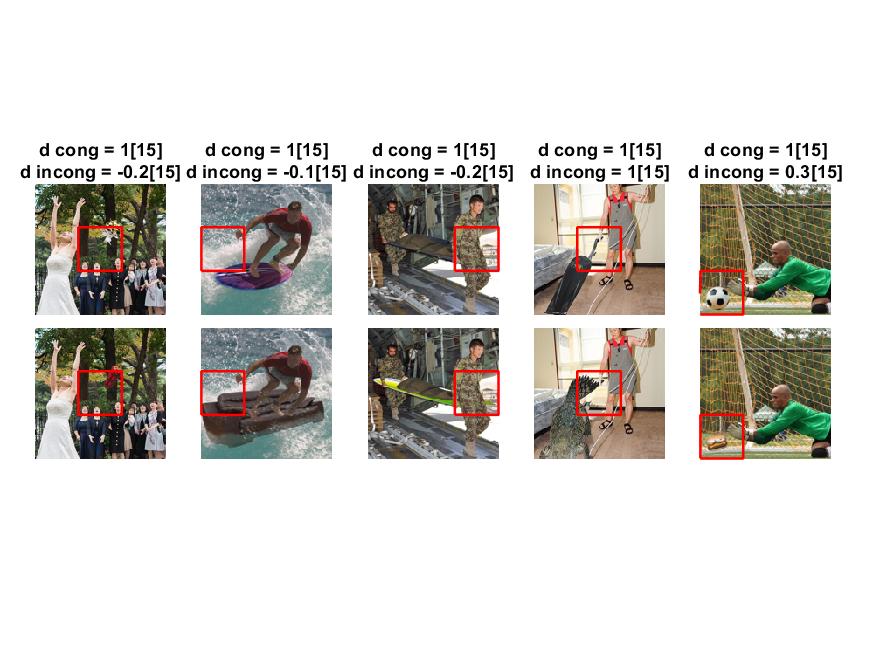 d cong = 1[15]
d incong = -0.2[15]
d cong = 1[15]
d incong = -0.1[15]
d cong = 1[15]
d incong = -0.2[15]
d cong = 1[15]
d incong = 1[15]
d cong = 1[15]
d incong = 0.3[15]